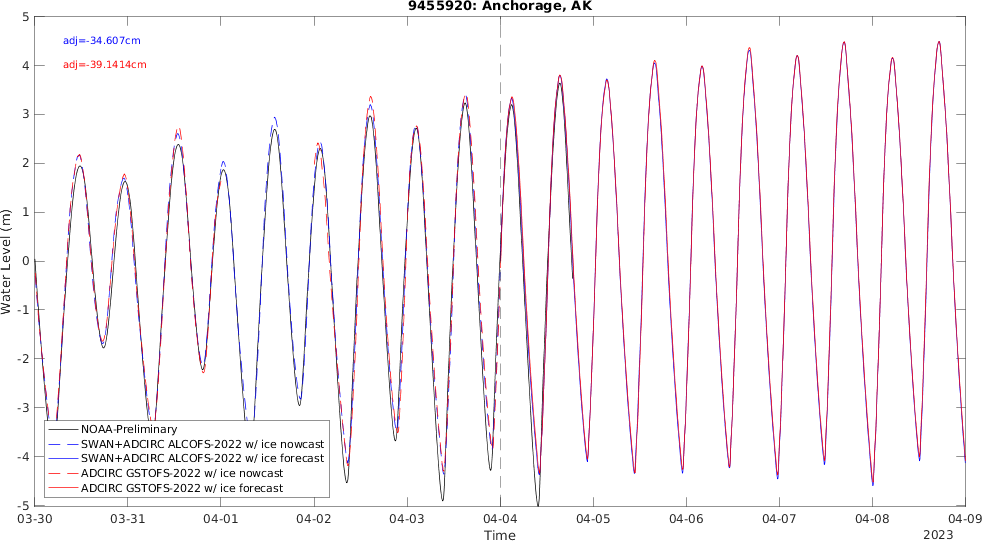 9455920: Anchorage, AK
adj=-34.607cm
adj=-39.1414cm
5
4
3
2
1
0
-1
-2
-3
-4
-5
Water Level (m)
NOAA-Preliminary
SWAN+ADCIRC ALCOFS-2022 w/ ice nowcast
SWAN+ADCIRC ALCOFS-2022 w/ ice forecast
ADCIRC GSTOFS-2022 w/ ice nowcast
ADCIRC GSTOFS-2022 w/ ice forecast
03-30 03-31 04-01 04-02 04-03 04-04 04-05 04-06 04-07 04-08 04-09
Time
2023